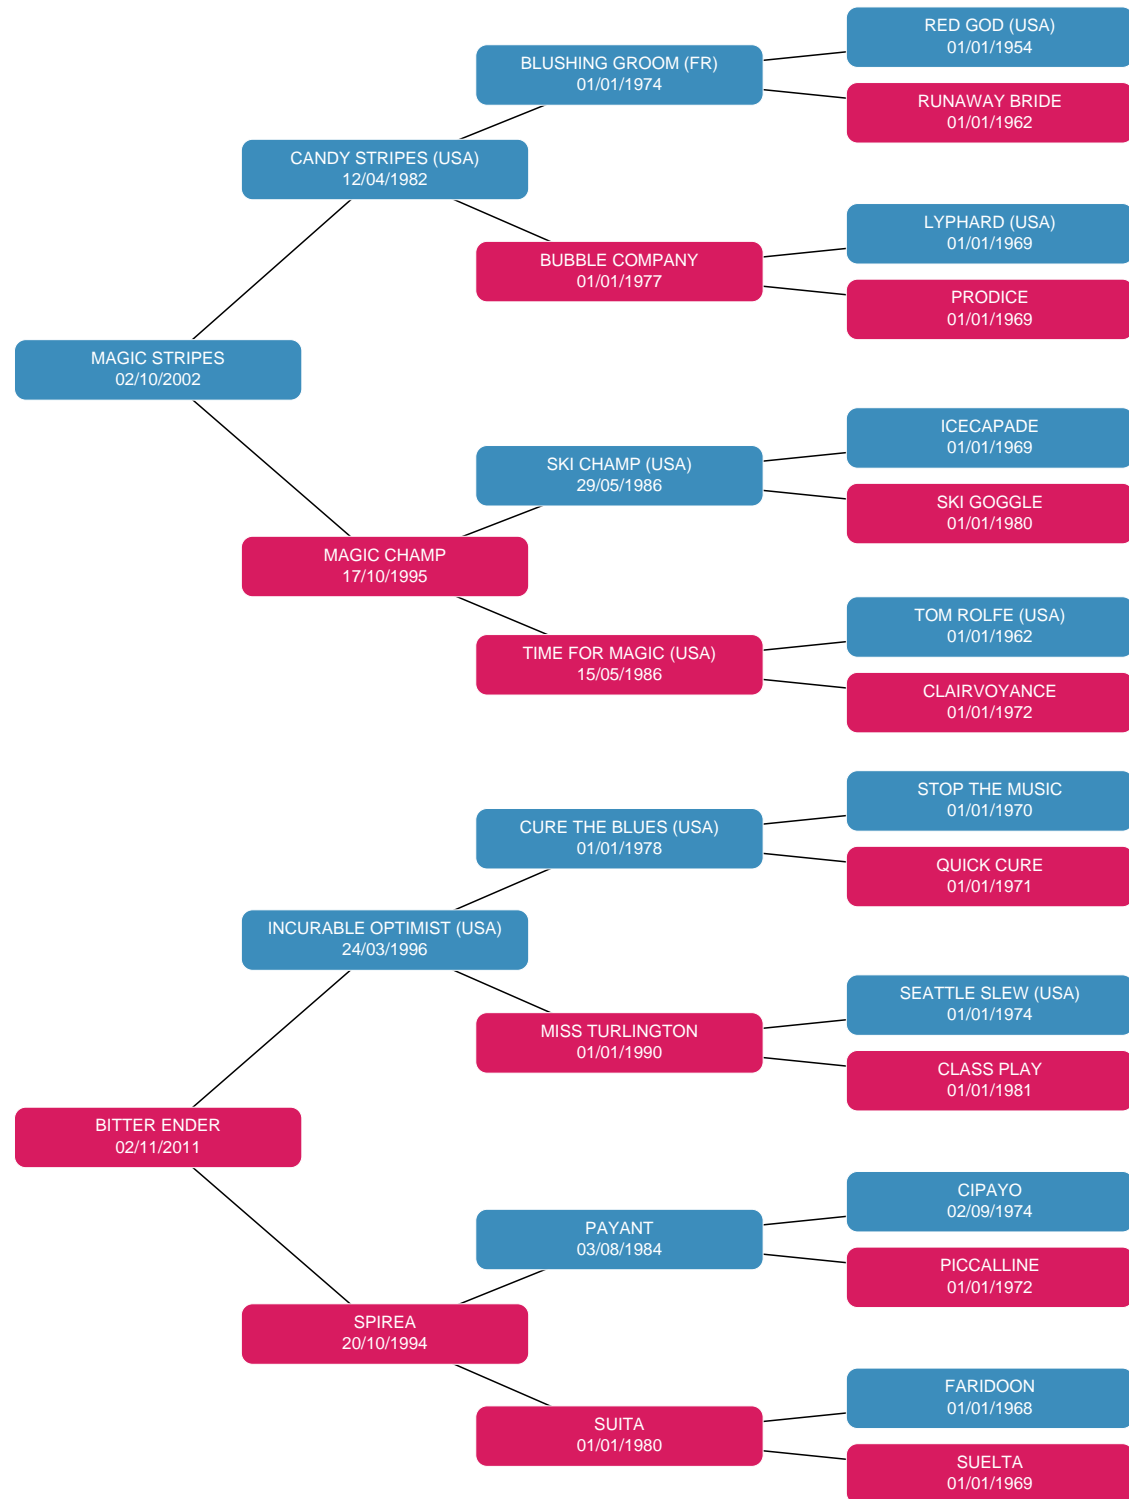 RED GOD (USA)
01/01/1954
BLUSHING GROOM (FR)
01/01/1974
RUNAWAY BRIDE
01/01/1962
CANDY STRIPES (USA)
12/04/1982
LYPHARD (USA)
01/01/1969
BUBBLE COMPANY
01/01/1977
PRODICE
01/01/1969
MAGIC STRIPES
02/10/2002
ICECAPADE
01/01/1969
SKI CHAMP (USA)
29/05/1986
SKI GOGGLE
01/01/1980
MAGIC CHAMP
17/10/1995
TOM ROLFE (USA)
01/01/1962
TIME FOR MAGIC (USA)
15/05/1986
CLAIRVOYANCE
01/01/1972
STOP THE MUSIC
01/01/1970
CURE THE BLUES (USA)
01/01/1978
QUICK CURE
01/01/1971
INCURABLE OPTIMIST (USA)
24/03/1996
SEATTLE SLEW (USA)
01/01/1974
MISS TURLINGTON
01/01/1990
CLASS PLAY
01/01/1981
BITTER ENDER
02/11/2011
CIPAYO
02/09/1974
PAYANT
03/08/1984
PICCALLINE
01/01/1972
SPIREA
20/10/1994
FARIDOON
01/01/1968
SUITA
01/01/1980
SUELTA
01/01/1969